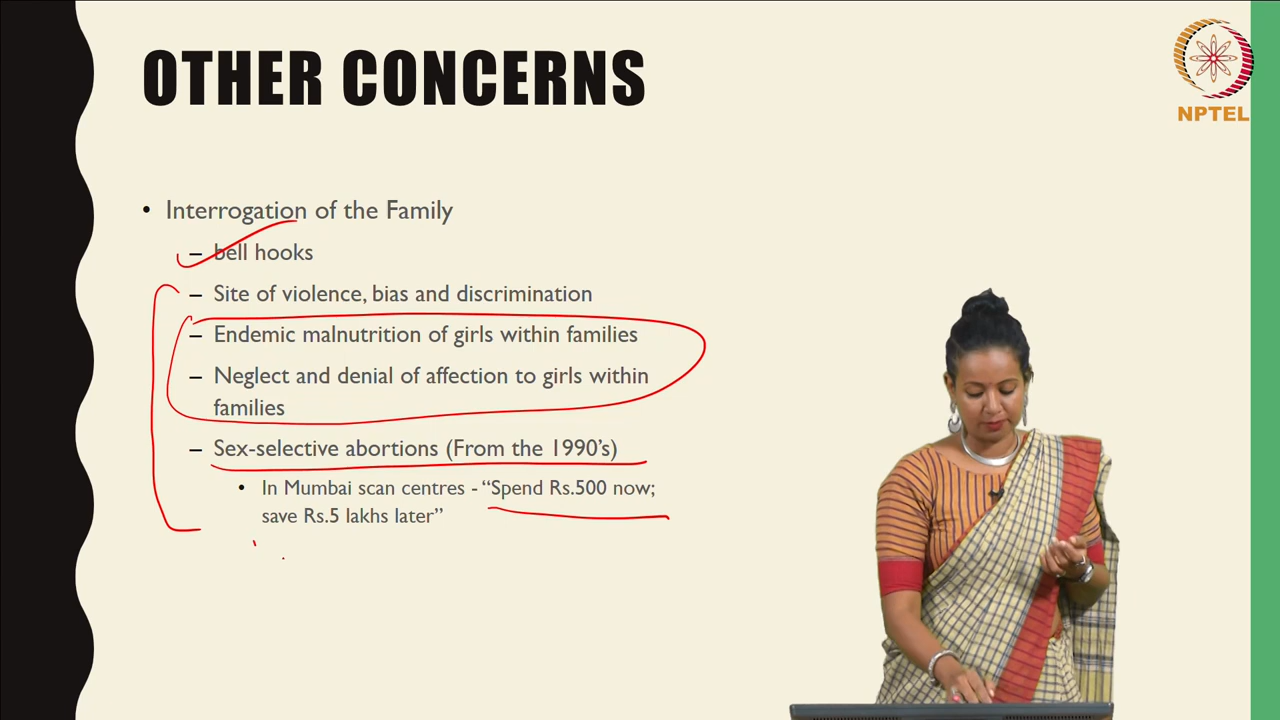 OTHER CONCERNS
NPTEL
• Interrogation of the Family
– bell hooks
– Site of violence, bias and discrimination
– Endemic malnutrition of girls within families
– Neglect and denial of affection to girls within
families
– Sex-selective abortions (From the 1990's)
• In Mumbai scan centres - “Spend Rs.500 now;
save Rs.5 lakhs later”